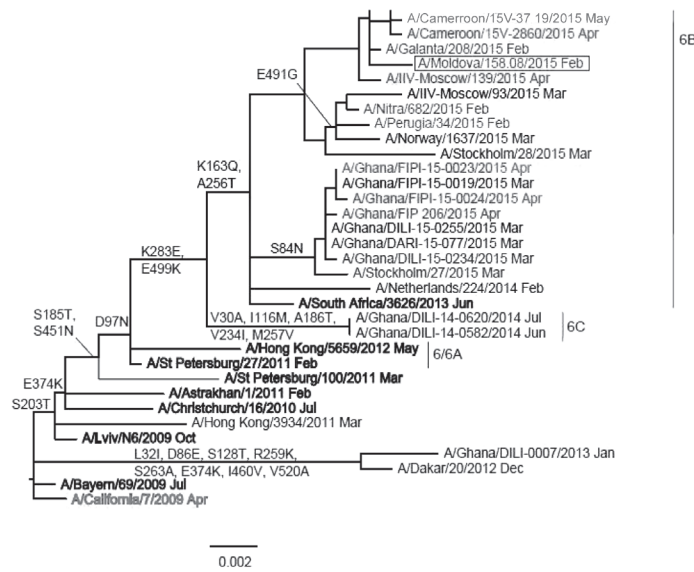 A/Cameroon/15V-37 19/2015 May
A/Cameroon/15V-2860/2015 Apr
6B
A/Galanta/208/2015 Feb
A/Moldova/158.08/2015 Feb
E491G
A/IIV-Moscow/139/2015 Apr
A/IIV-Moscow/93/2015 Mar
A/Nitra/682/2015 Feb
A/Perugia/34/2015 Feb
A/Norway/1637/2015 Mar
A/Stockholm/28/2015 Mar
K163Q,
A256T
A/Ghana/FIPI-15-0023/2015 Apr
A/Ghana/FIPI-15-0019/2015 Mar
A/Ghana/FIPI-15-0024/2015 Apr
A/Ghana/FIP 206/2015 Apr
A/Ghana/DILI-15-0255/2015 Mar
S84N
A/Ghana/DARI-15-077/2015 Mar
A/Ghana/DILI-15-0234/2015 Mar
K283E,
E499K
A/Stockholm/27/2015 Mar
A/Netherlands/224/2014 Feb
A/South Africa/3626/2013 Jun
S185T,
S451N
D97N
V30A, I116M, A186T,
V234I, M257V
A/Ghana/DILI-14-0620/2014 Jul
A/Ghana/DILI-14-0582/2014 Jun
6C
A/Hong Kong/5659/2012 May
6/6A
A/St Petersburg/27/2011 Feb
A/St Petersburg/100/2011 Mar
E374K
A/Astrakhan/1/2011 Feb
S203T
A/Christchurch/16/2010 Jul
A/Hong Kong/3934/2011 Mar
A/Lviv/N6/2009 Oct
L32I, D86E, S128T, R259K,
S263A, E374K, I460V, V520A
A/Ghana/DILI-0007/2013 Jan
A/Dakar/20/2012 Dec
A/Bayern/69/2009 Jul
A/California/7/2009 Apr
0.002